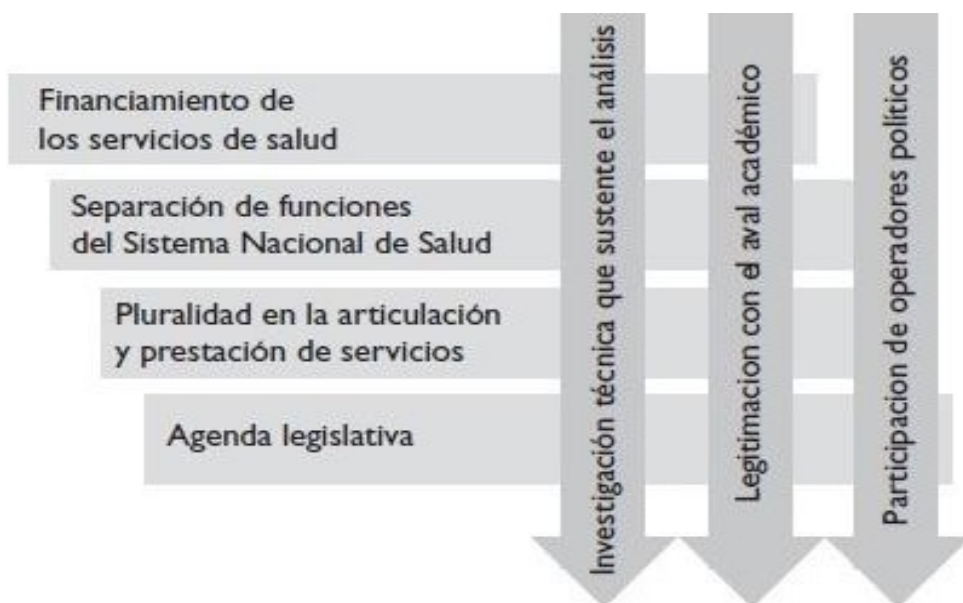 Financiamiento de
los servicios de salud
Separación de funciones
del Sistema Nacional de Salud
Pluralidad en la articulación
y prestación de servicios
Agenda legislativa
Investigación técnica que sustente el análisis
Legitimacion con el aval académico
Participacion de operadores políticos